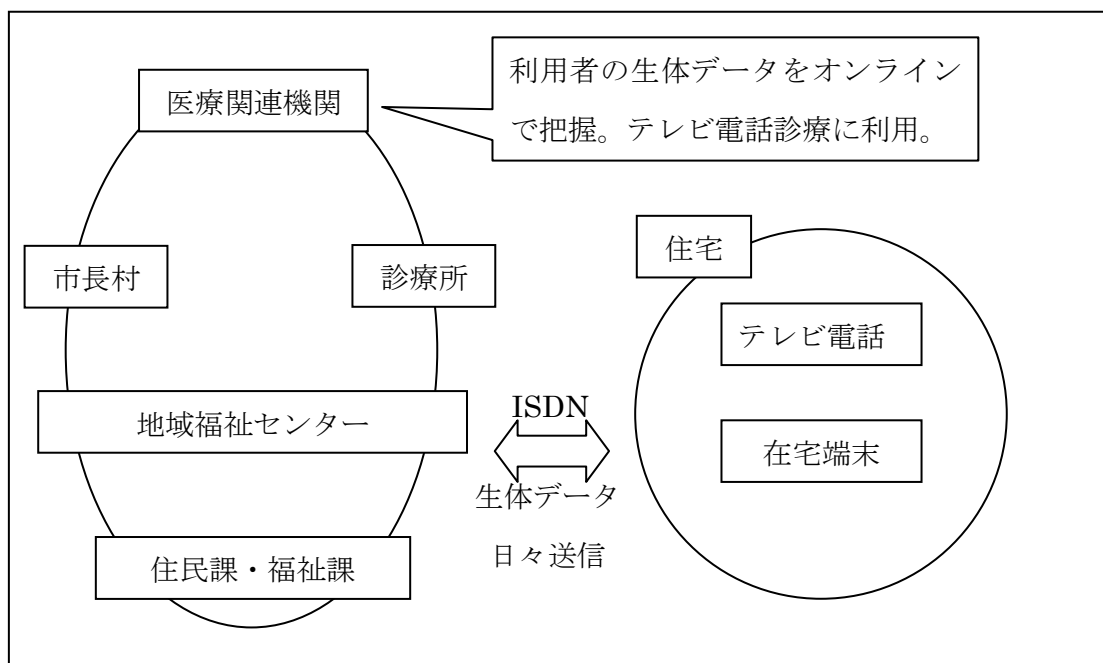 利用者の生体データをオンライン
で把握。テレビ電話診療に利用。
医療関連機関
市長村
診療所
住宅
テレビ電話
地域福祉センター
ISDN
在宅端末
生体データ
日々送信
住民課・福祉課